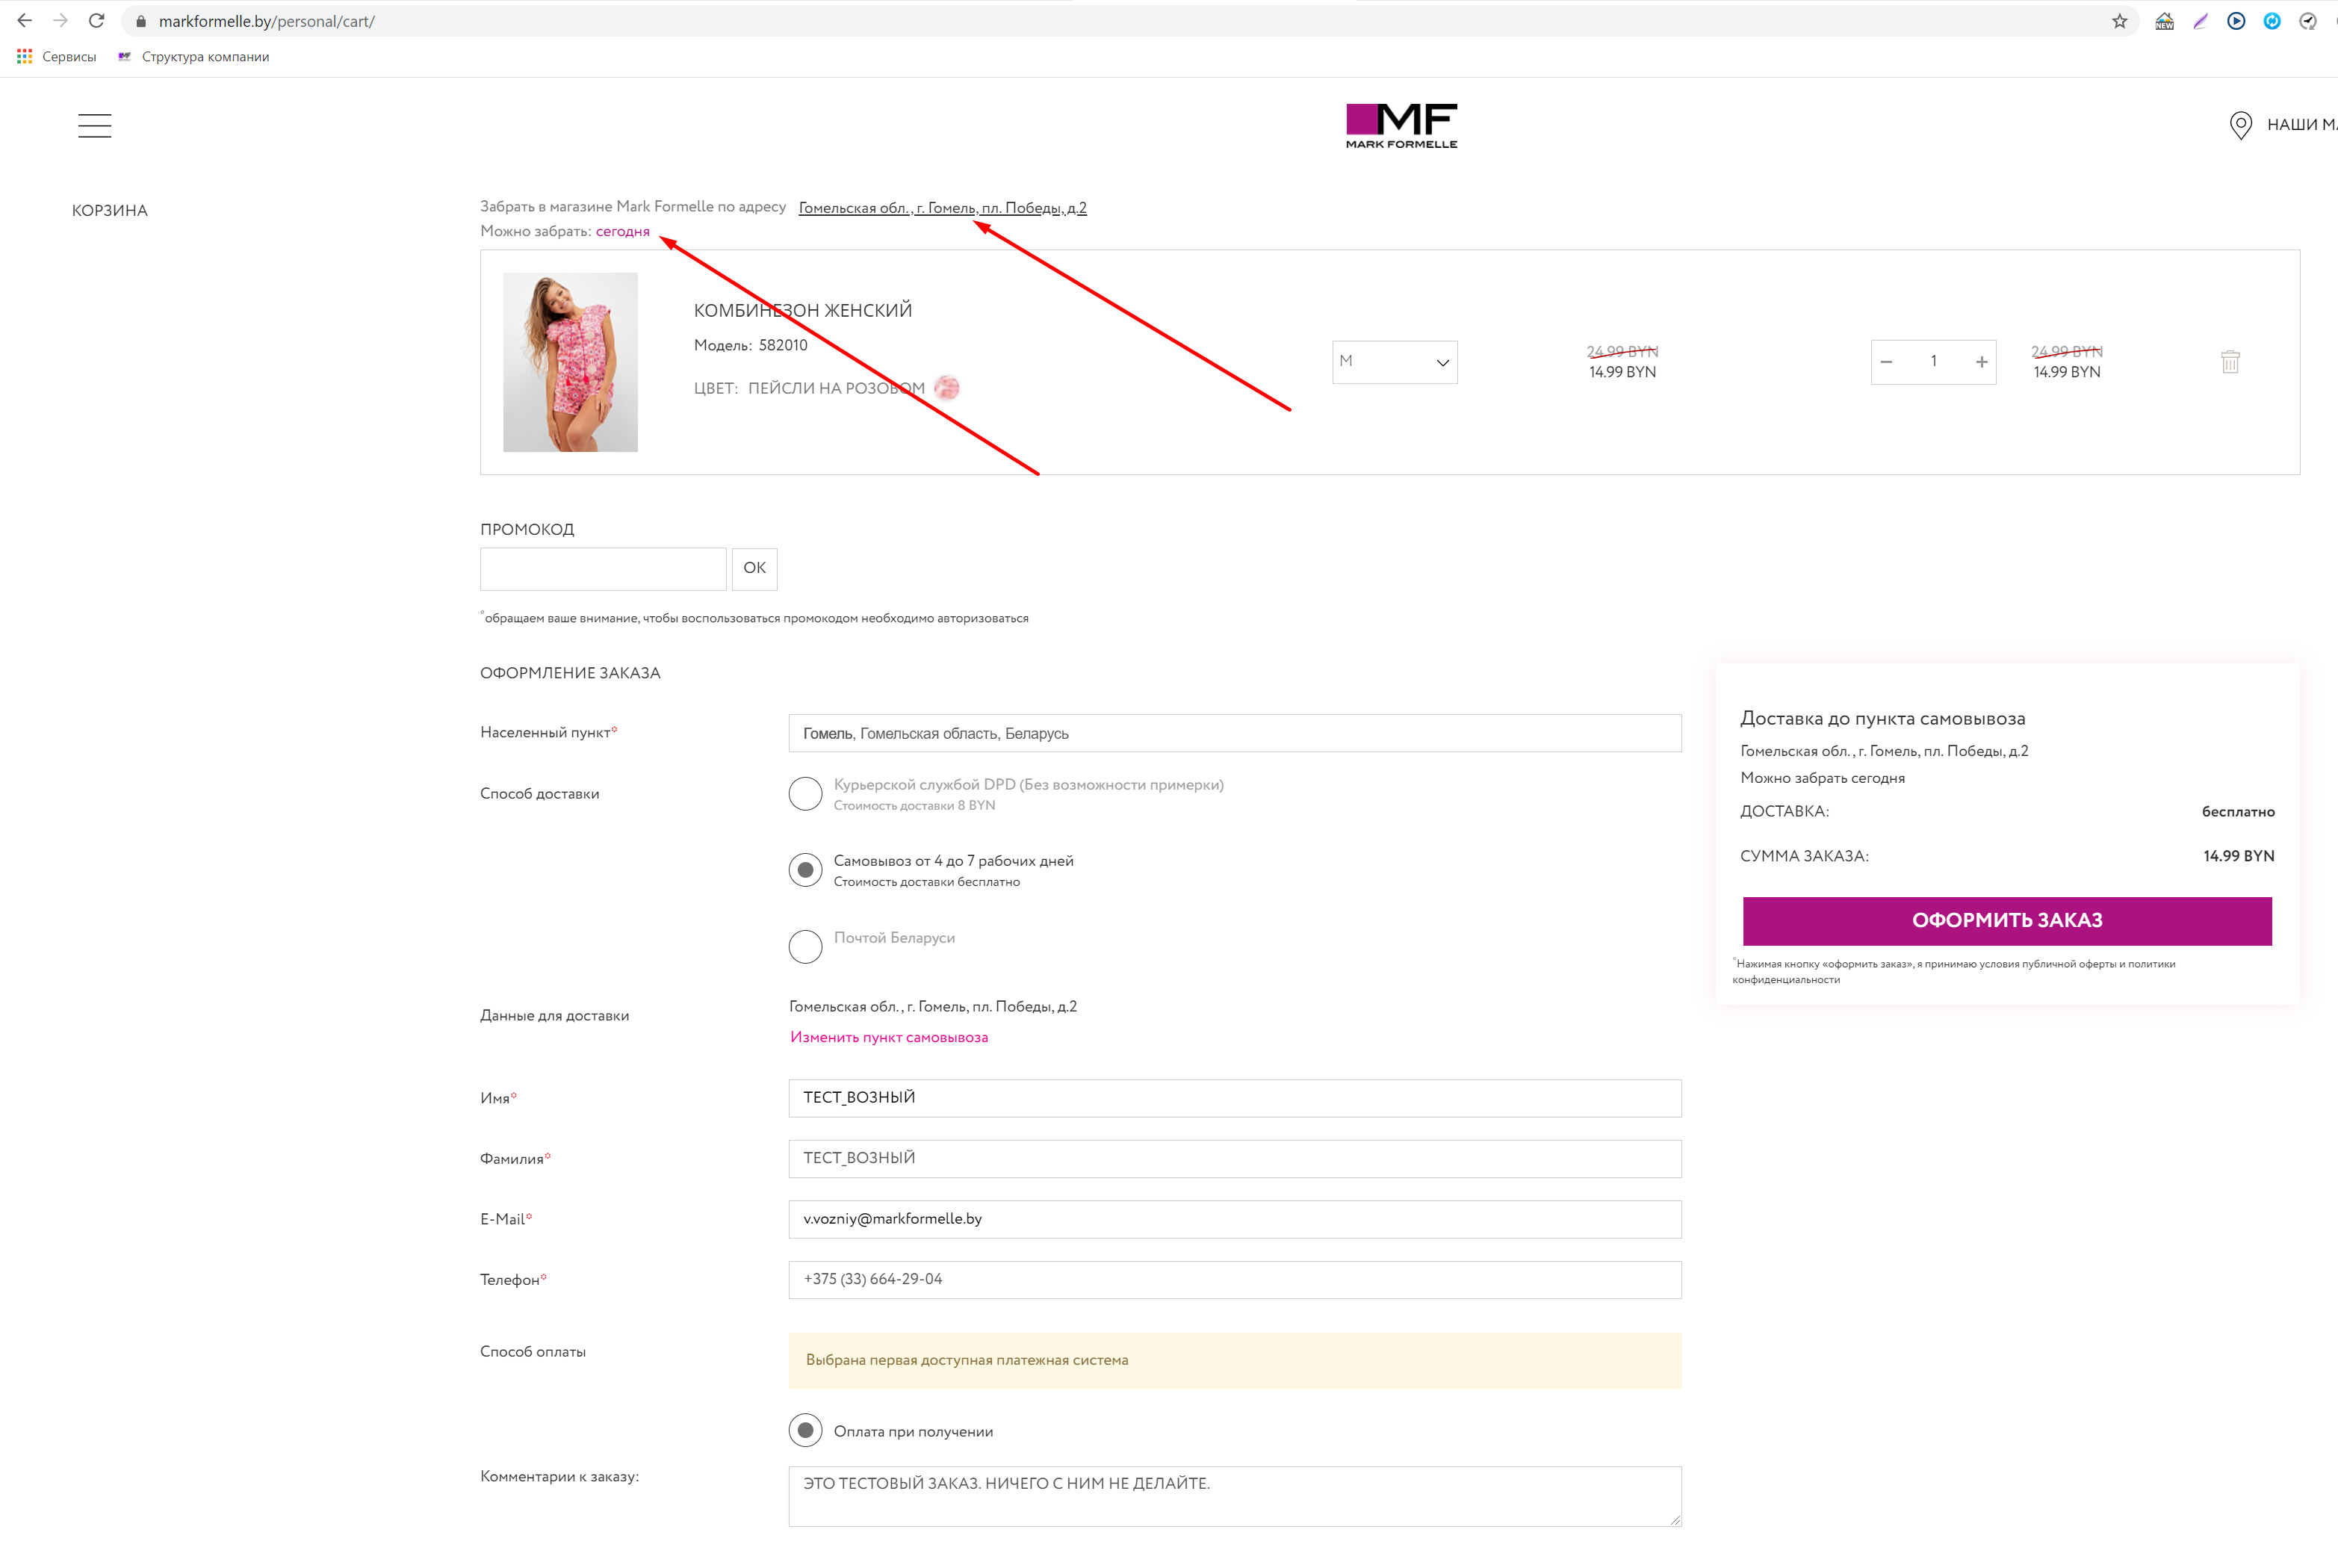 markformelle.by/personal/cart/
NEW
Сервисы
Структура компании
MF
MARK FORMELLE
НАШИ МА
КОРЗИНА
Забрать в магазине Mark Formelle по адресу Гомельская обл., г. Гомель, пл. Победы, д.2
Можно забрать: сегодня
КОМБИНЕЗОН ЖЕНСКИЙ
Модель: 582010
ЦВЕТ: ПЕЙСЛИ НА РОЗОВОМ
M
24.99 BYN
14.99 BYN
1
24.99 BYN
14.99 BYN
ПРОМОКОД
OK
*обращаем ваше внимание, чтобы воспользоваться промокодом необходимо авторизоваться
ОФОРМЛЕНИЕ ЗАКАЗА
Населенный пункт*
Гомель, Гомельская область, Беларусь
Способ доставки
Курьерской службой DPD (Без возможности примерки)
Стоимость доставки 8 BYN
Самовывоз от 4 до 7 рабочих дней
Стоимость доставки бесплатно
Почтой Беларуси
Данные для доставки
Гомельская обл., г. Гомель, пл. Победы, д.2
Изменить пункт самовывоза
Имя*
ТЕСТ_ВОЗНЫЙ
Фамилия*
ТЕСТ_ВОЗНЫЙ
E-Mail*
v.vozniy@markformelle.by
Телефон*
+375 (33) 664-29-04
Способ оплаты
Выбрана первая доступная платежная система
Оплата при получении
Комментарии к заказу:
ЭТО ТЕСТОВЫЙ ЗАКАЗ. НИЧЕГО С НИМ НЕ ДЕЛАЙТЕ.
Доставка до пункта самовывоза
Гомельская обл., г. Гомель, пл. Победы, д.2
Можно забрать сегодня
ДОСТАВКА: бесплатно
СУММА ЗАКАЗА: 14.99 BYN
ОФОРМИТЬ ЗАКАЗ
*Нажимая кнопку «оформить заказ», я принимаю условия публичной оферты и политики
конфиденциальности